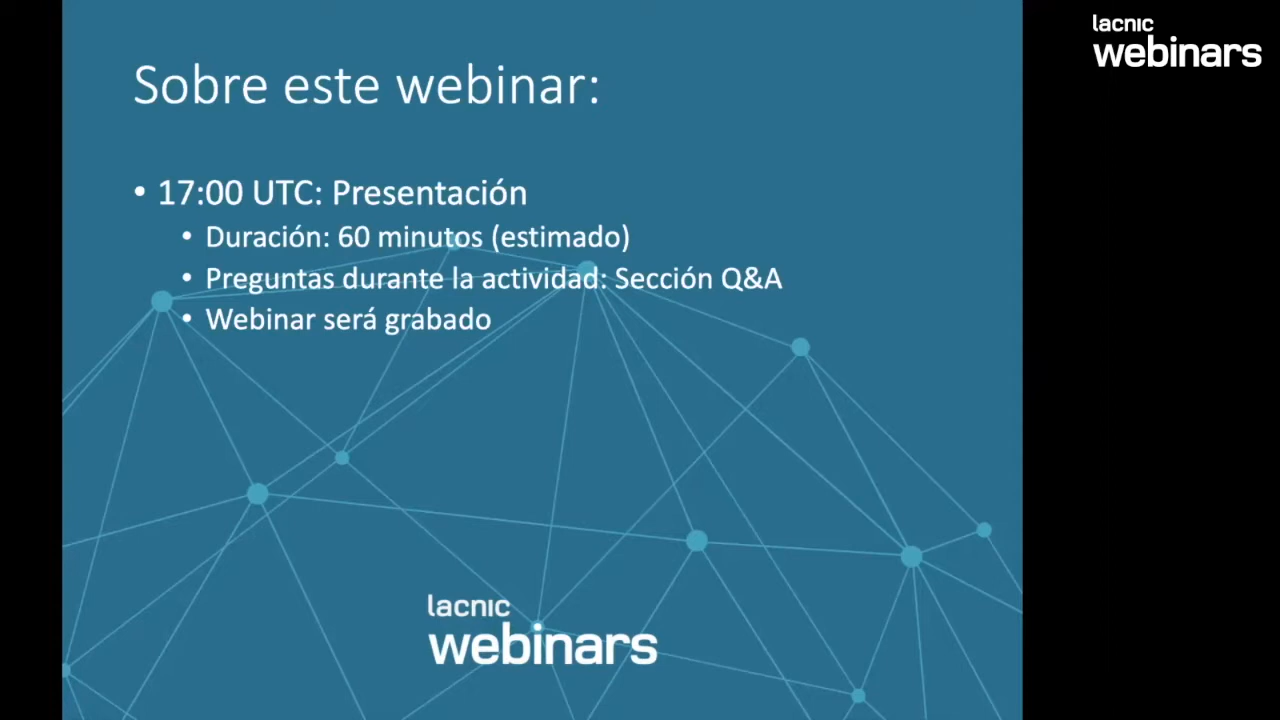 lacnic
webinars
Sobre este webinar:
• 17:00 UTC: Presentación
• Duración: 60 minutos (estimado)
• Preguntas durante la actividad: Sección Q&A
• Webinar será grabado
lacnic
webinars